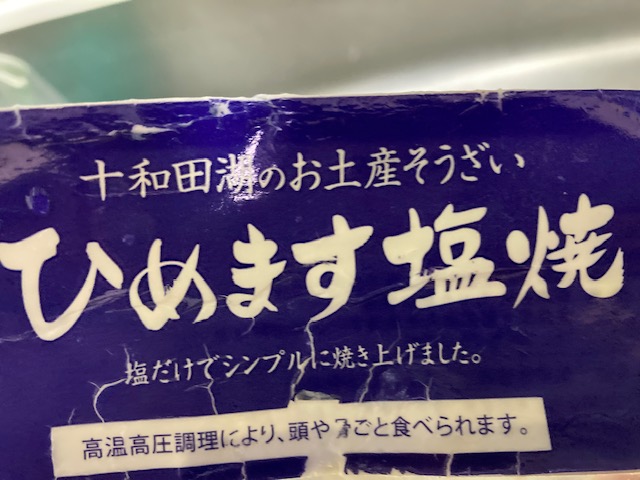 十和田湖のお土産そうざい
ひめます塩焼
塩だけでシンプルに焼き上げました。
高温高圧調理により、頭や骨ごと食べられます。